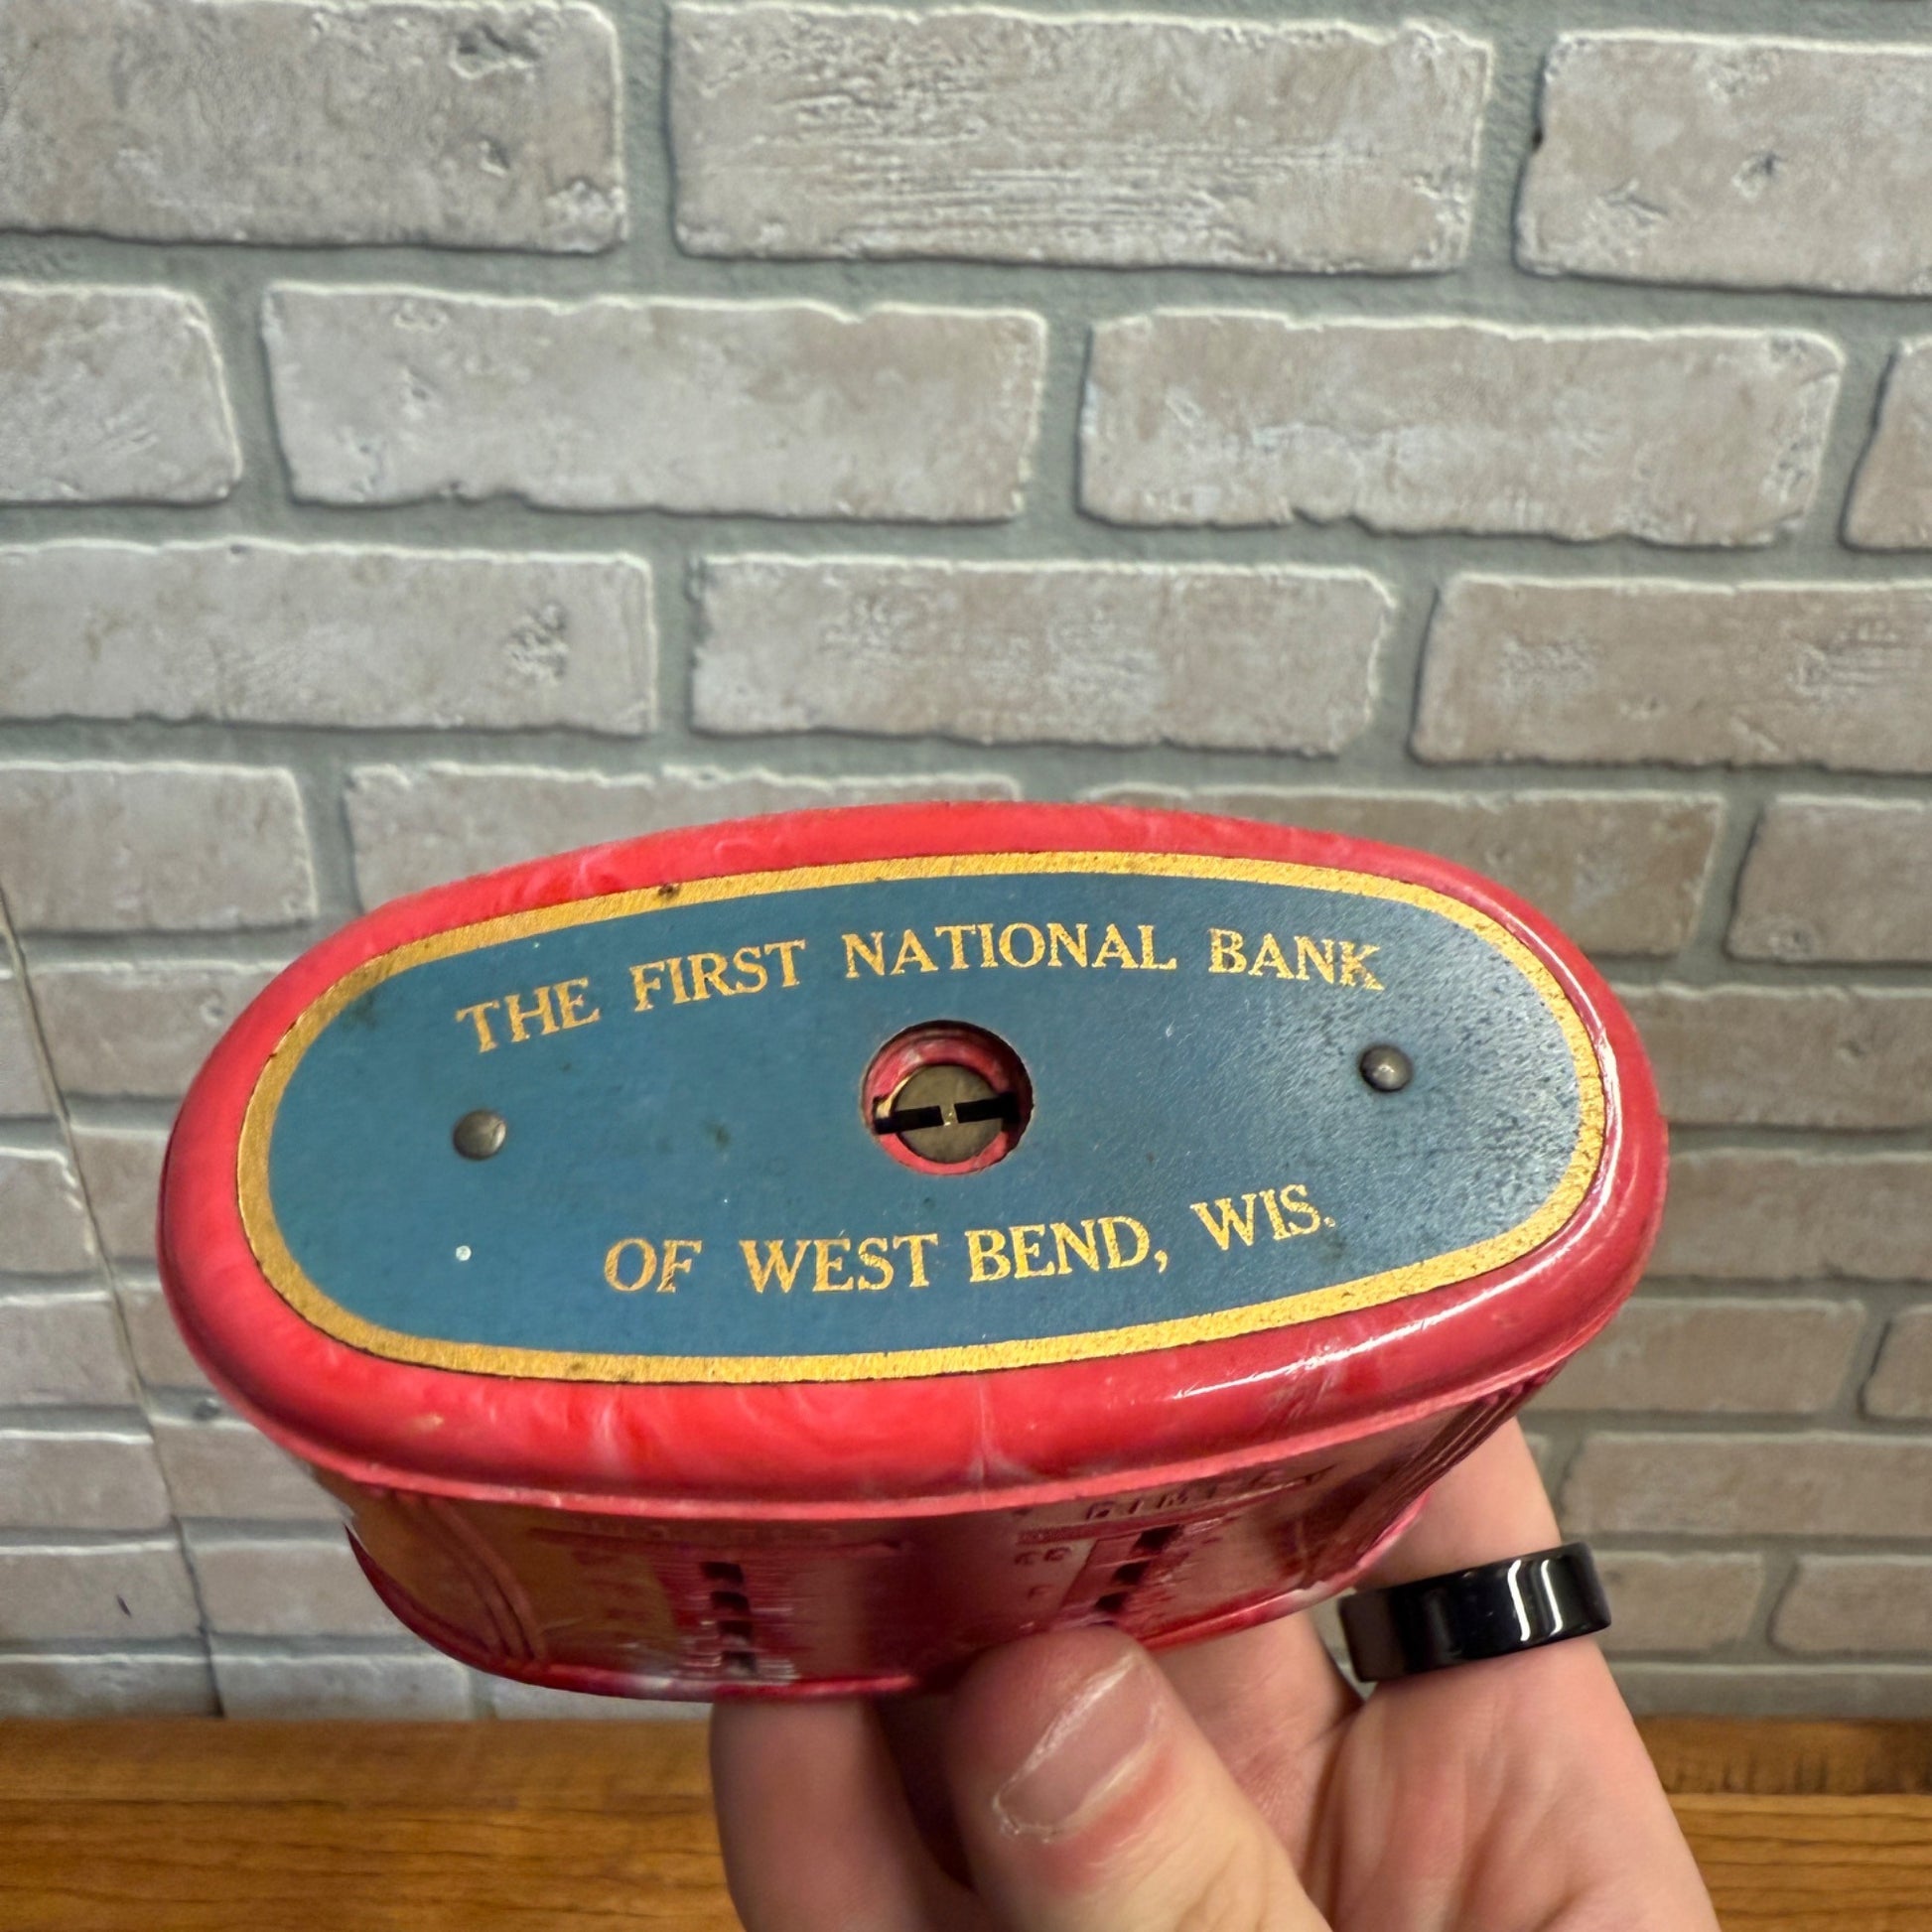 THE FIRST NATIONAL BANK
OF WEST BEND, WIS.